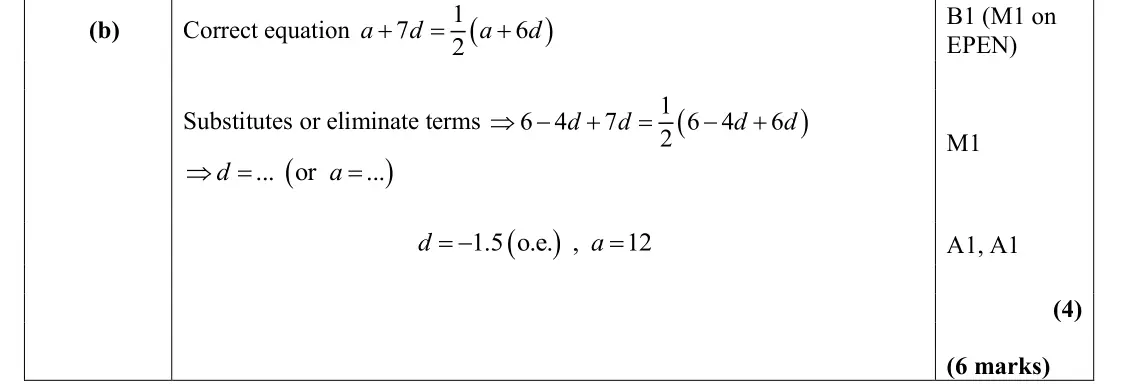 (b) Correct equation a + 7d = 1/2 (a + 6d) B1 (M1 on EPEN)
Substitutes or eliminate terms ⇒ 6 − 4d + 7d = 1/2 (6 − 4d + 6d)
M1
⇒ d = ... (or a = ...)
d = −1.5 (o.e.) , a = 12 A1, A1
(4)
(6 marks)